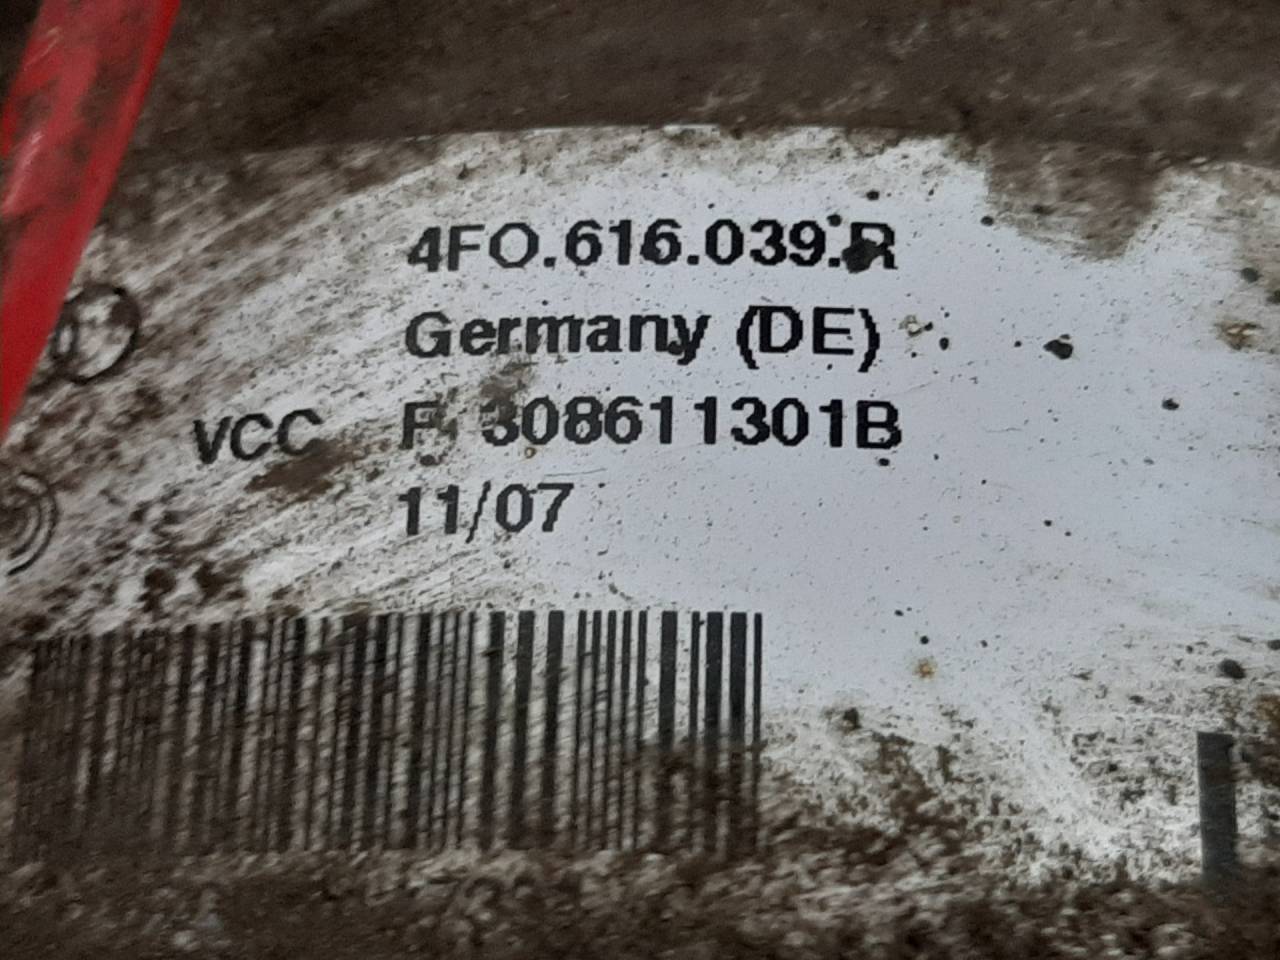 4FO.616.039.R
Germany (DE)
VCC F 308611301B
11/07